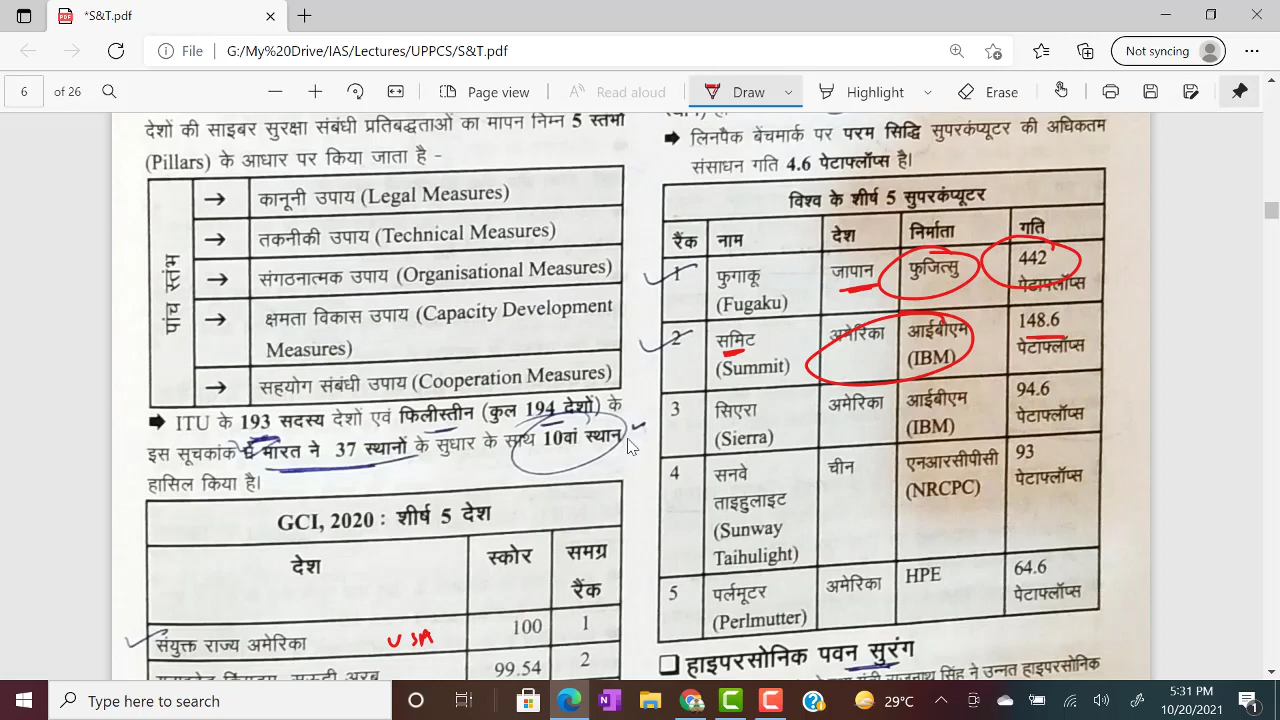 *S&T.pdf
File
G:/My%20Drive/IAS/Lectures/UPPCS/S&T.pdf
Not syncing
6 of 26
Page view
Read aloud
Draw
Highlight
Erase
देशों की साइबर सुरक्षा संबंधी प्रतिबद्धताओं का मापन निम्न 5 स्तंभों
(Pillars) के आधार पर किया जाता है -
पांच स्तंभ
→ कानूनी उपाय (Legal Measures)
→ तकनीकी उपाय (Technical Measures)
→ संगठनात्मक उपाय (Organisational Measures)
→ क्षमता विकास उपाय (Capacity Development
Measures)
→ सहयोग संबंधी उपाय (Cooperation Measures)
➡ ITU के 193 सदस्य देशों एवं फिलीस्तीन (कुल 194 देशों) के
इस सूचकांक में भारत ने 37 स्थानों के सुधार के साथ 10वां स्थान
हासिल किया है।
GCI, 2020 : शीर्ष 5 देश
देश स्कोर समग्र
रैंक
संयुक्त राज्य अमेरिका USA 100 1
99.54 2
➡ लिनपैक बेंचमार्क पर परम सिद्धि सुपरकंप्यूटर की अधिकतम
संसाधन गति 4.6 पेटाफ्लॉप्स है।
विश्व के शीर्ष 5 सुपरकंप्यूटर
रैंक नाम देश निर्माता गति
1 फुगाकू जापान फुजित्सु 442
(Fugaku) पेटाफ्लॉप्स
2 समिट अमेरिका आईबीएम 148.6
(Summit) (IBM) पेटाफ्लॉप्स
3 सिएरा अमेरिका आईबीएम 94.6
(Sierra) (IBM) पेटाफ्लॉप्स
4 सनवे चीन एनआरसीपीसी 93
ताइहुलाइट (NRCPC) पेटाफ्लॉप्स
(Sunway
Taihulight)
5 पर्लमूटर अमेरिका HPE 64.6
(Perlmutter) पेटाफ्लॉप्स
❑ हाइपरसोनिक पवन सुरंग
राजनाथ सिंह ने उन्नत हाइपरसोनिक
Type here to search
29°C
5:31 PM
10/20/2021